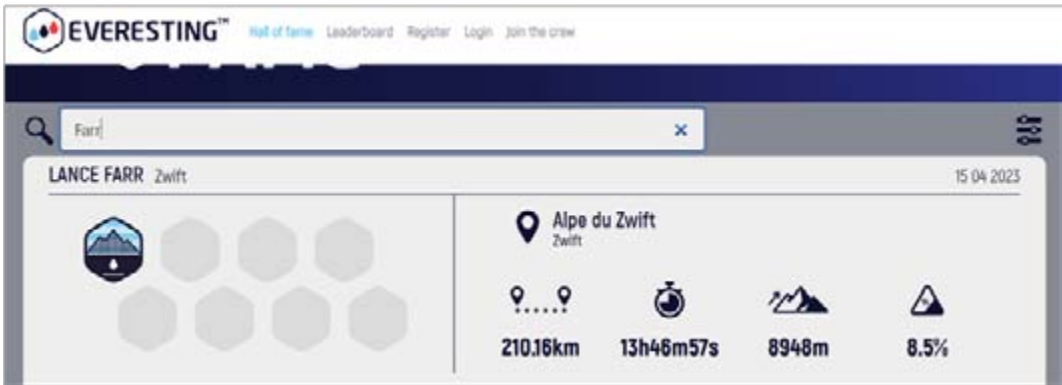 EVERESTING™ Hall of fame Leaderboard Register Login Join the crew
Farr
LANCE FARR Zwift 15 04 2023
Alpe du Zwift
Zwift
210.16km 13h46m57s 8948m 8.5%